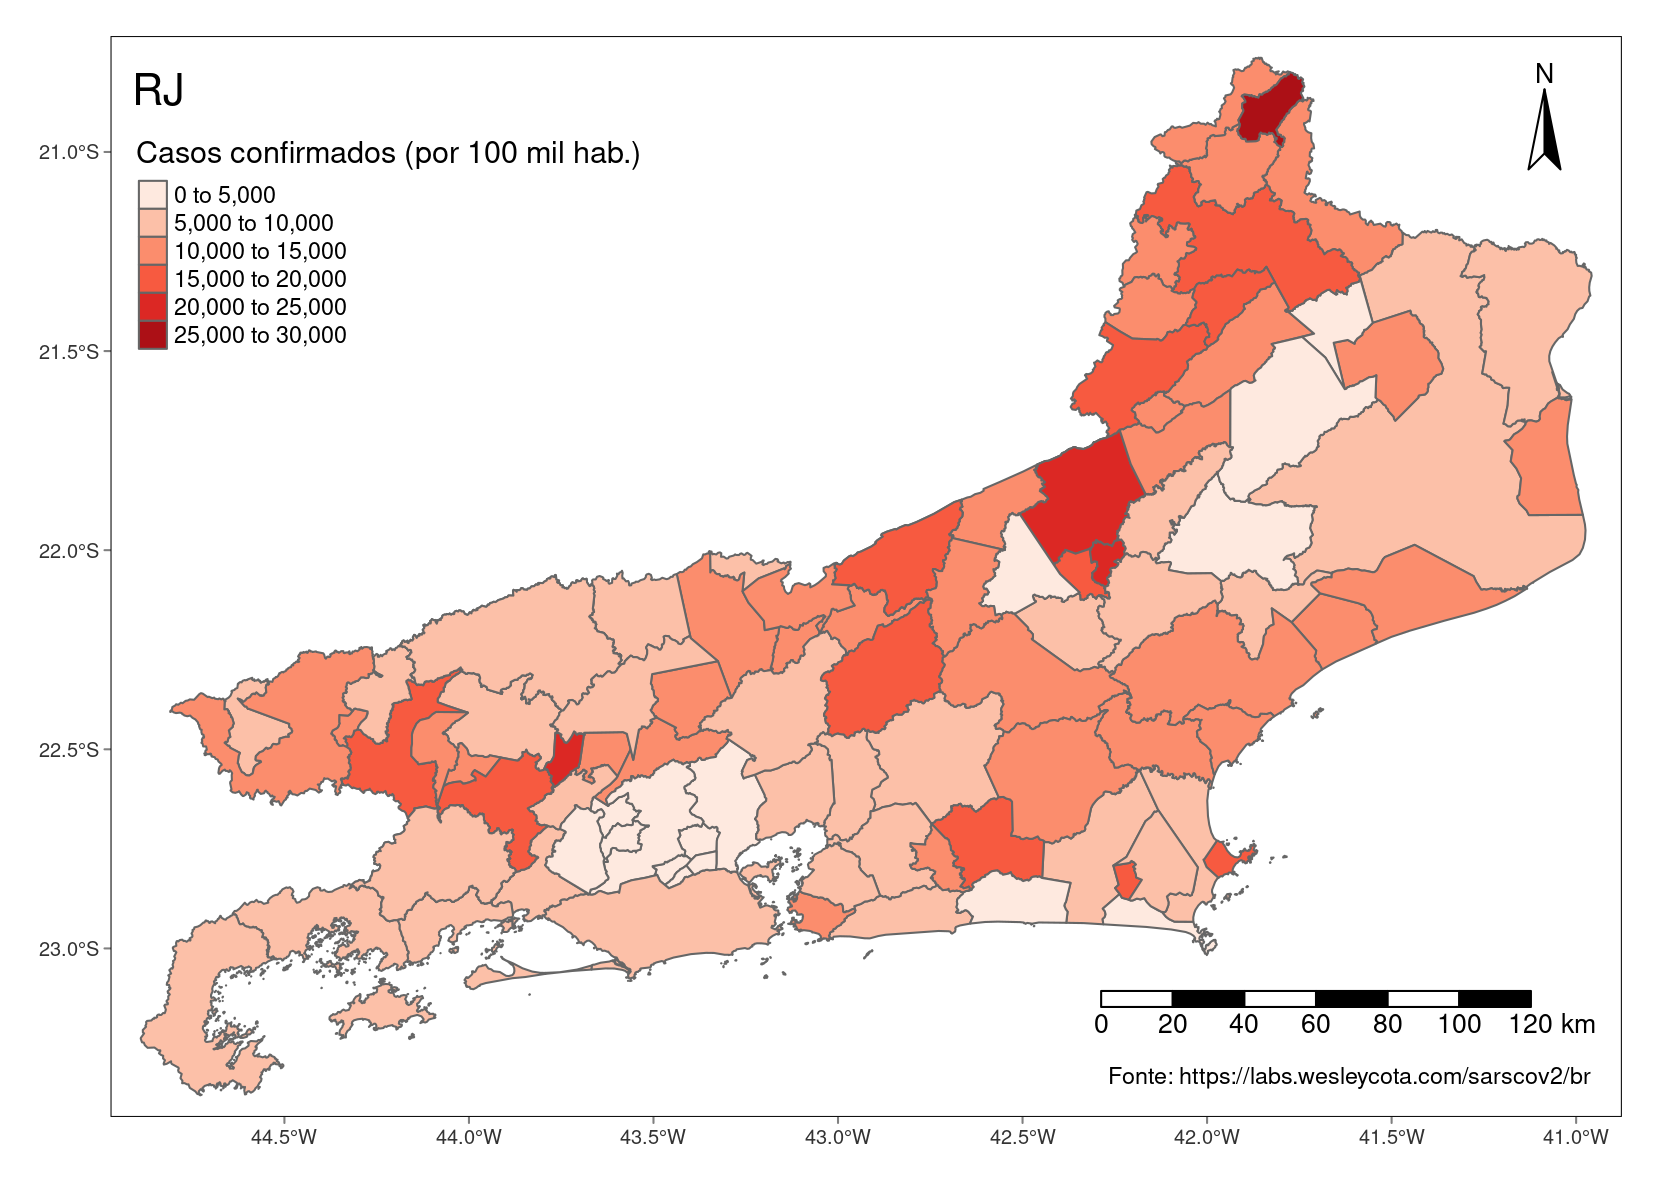 RJ
N
Casos confirmados (por 100 mil hab.)
0 to 5,000
5,000 to 10,000
10,000 to 15,000
15,000 to 20,000
20,000 to 25,000
25,000 to 30,000
21.0°S
21.5°S
22.0°S
22.5°S
23.0°S
0 20 40 60 80 100 120 km
Fonte: https://labs.wesleycota.com/sarscov2/br
44.5°W 44.0°W 43.5°W 43.0°W 42.5°W 42.0°W 41.5°W 41.0°W